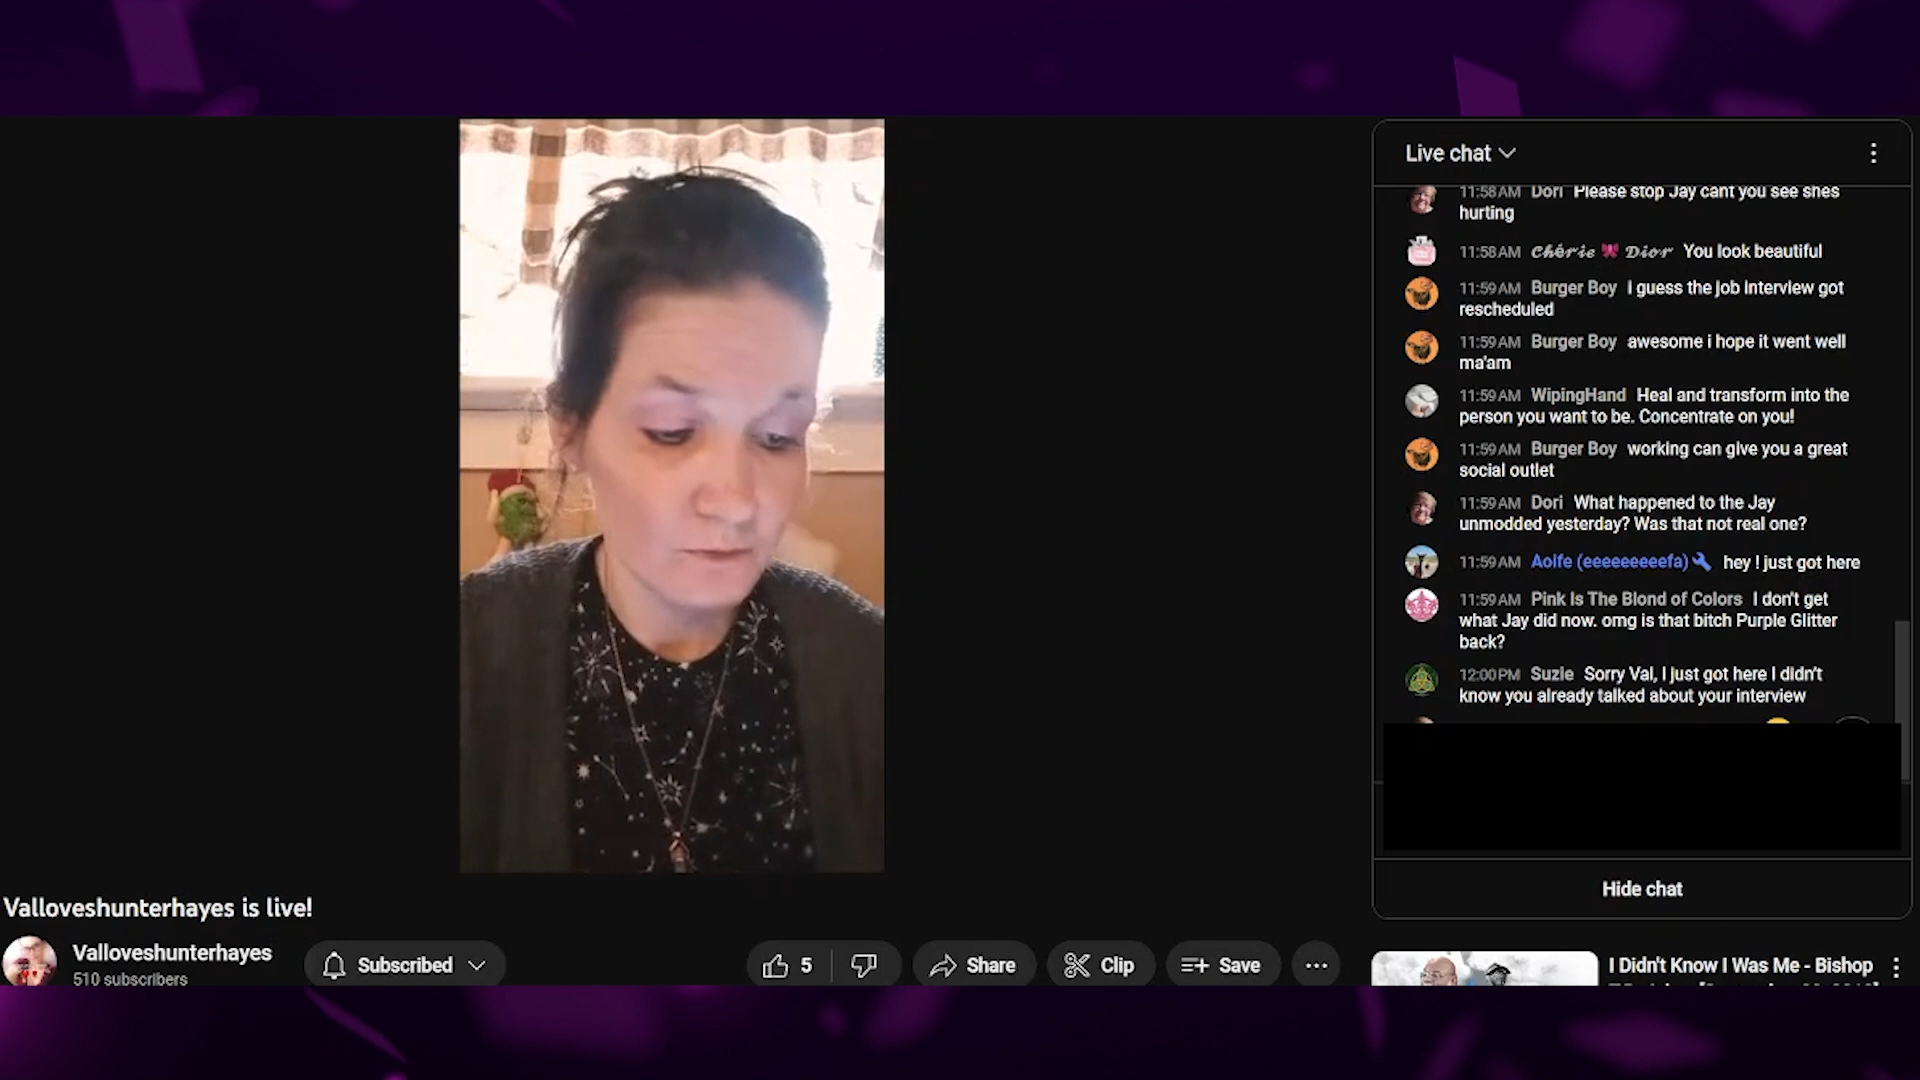 Live chat
11:58 AM Dori Please stop Jay cant you see shes
hurting
11:58 AM 𝓒𝓱é𝓻𝓲𝓮 🎀 𝓓𝓲𝓸𝓻 You look beautiful
11:59 AM Burger Boy i guess the job interview got
rescheduled
11:59 AM Burger Boy awesome i hope it went well
ma'am
11:59 AM WipingHand Heal and transform into the
person you want to be. Concentrate on you!
11:59 AM Burger Boy working can give you a great
social outlet
11:59 AM Dori What happened to the Jay
unmodded yesterday? Was that not real one?
11:59 AM Aoife (eeeeeeeeefa) hey ! just got here
11:59 AM Pink Is The Blond of Colors I don't get
what Jay did now. omg is that bitch Purple Glitter
back?
12:00 PM Suzie Sorry Val, I just got here I didn't
know you already talked about your interview
Hide chat
Valloveshunterhayes is live!
Valloveshunterhayes
510 subscribers
Subscribed
5
Share
Clip
Save
I Didn't Know I Was Me - Bishop